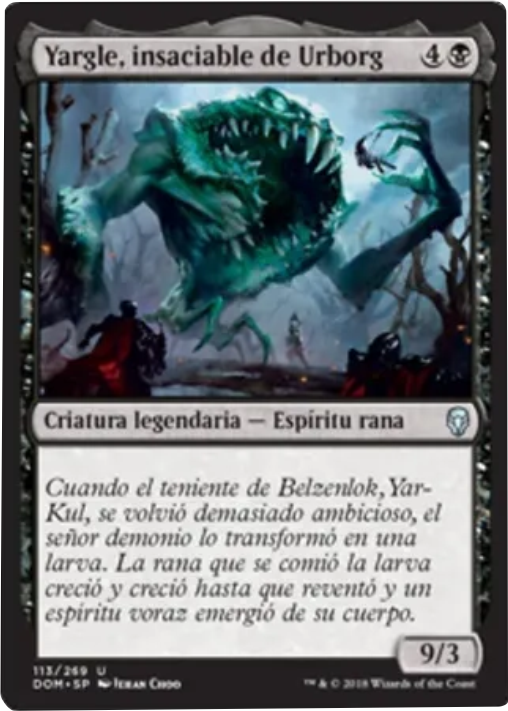 Yargle, insaciable de Urborg 4
Criatura legendaria — Espíritu rana
Cuando el teniente de Belzenlok, Yar-
Kul, se volvió demasiado ambicioso, el
señor demonio lo transformó en una
larva. La rana que se comió la larva
creció y creció hasta que reventó y un
espíritu voraz emergió de su cuerpo.
9/3
113/269 U
DOM • SP Jehan Choo
™ & © 2018 Wizards of the Coast